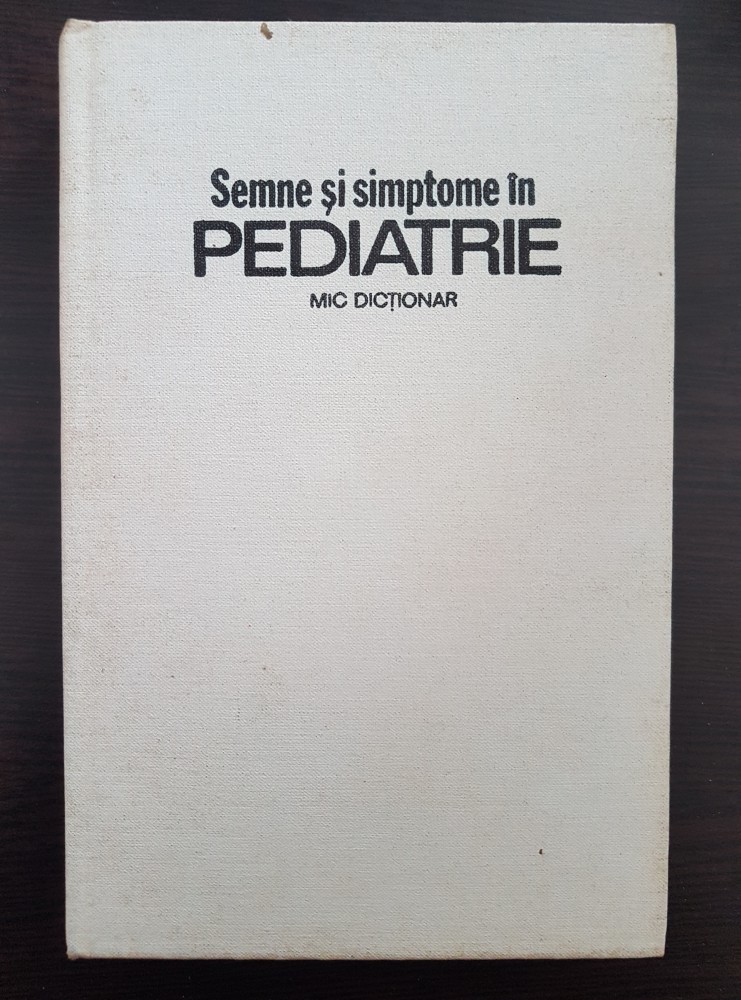 Semne și simptome în
PEDIATRIE
MIC DICȚIONAR